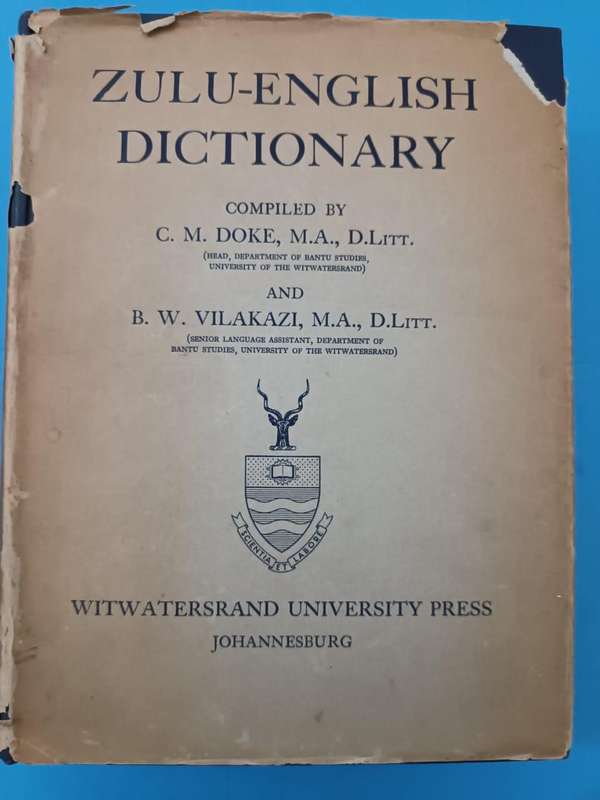 ZULU-ENGLISH
DICTIONARY
COMPILED BY
C. M. DOKE, M.A., D.LITT.
(HEAD, DEPARTMENT OF BANTU STUDIES,
UNIVERSITY OF THE WITWATERSRAND)
AND
B. W. VILAKAZI, M.A., D.LITT.
(SENIOR LANGUAGE ASSISTANT, DEPARTMENT OF
BANTU STUDIES, UNIVERSITY OF THE WITWATERSRAND)
SCIENTIA ET LABORE
WITWATERSRAND UNIVERSITY PRESS
JOHANNESBURG